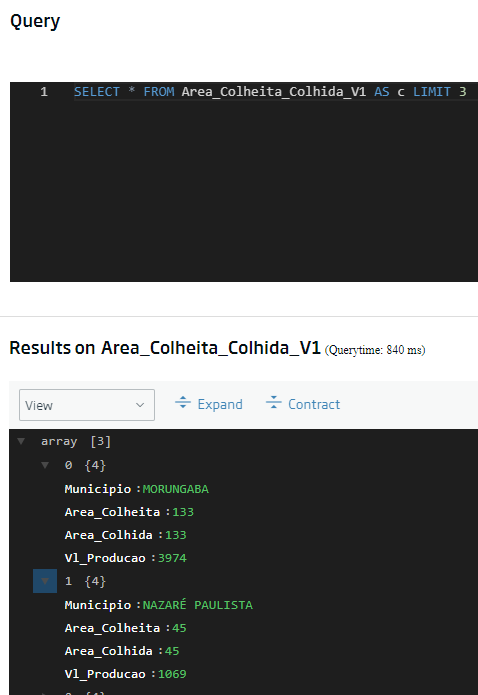 Query
1 SELECT * FROM Area_Colheita_Colhida_V1 AS c LIMIT 3
Results on Area_Colheita_Colhida_V1 (Querytime: 840 ms)
View Expand Contract
array [3]
0 {4}
Municipio :MORUNGABA
Area_Colheita :133
Area_Colhida :133
Vl_Producao :3974
1 {4}
Municipio :NAZARÉ PAULISTA
Area_Colheita :45
Area_Colhida :45
Vl_Producao :1069